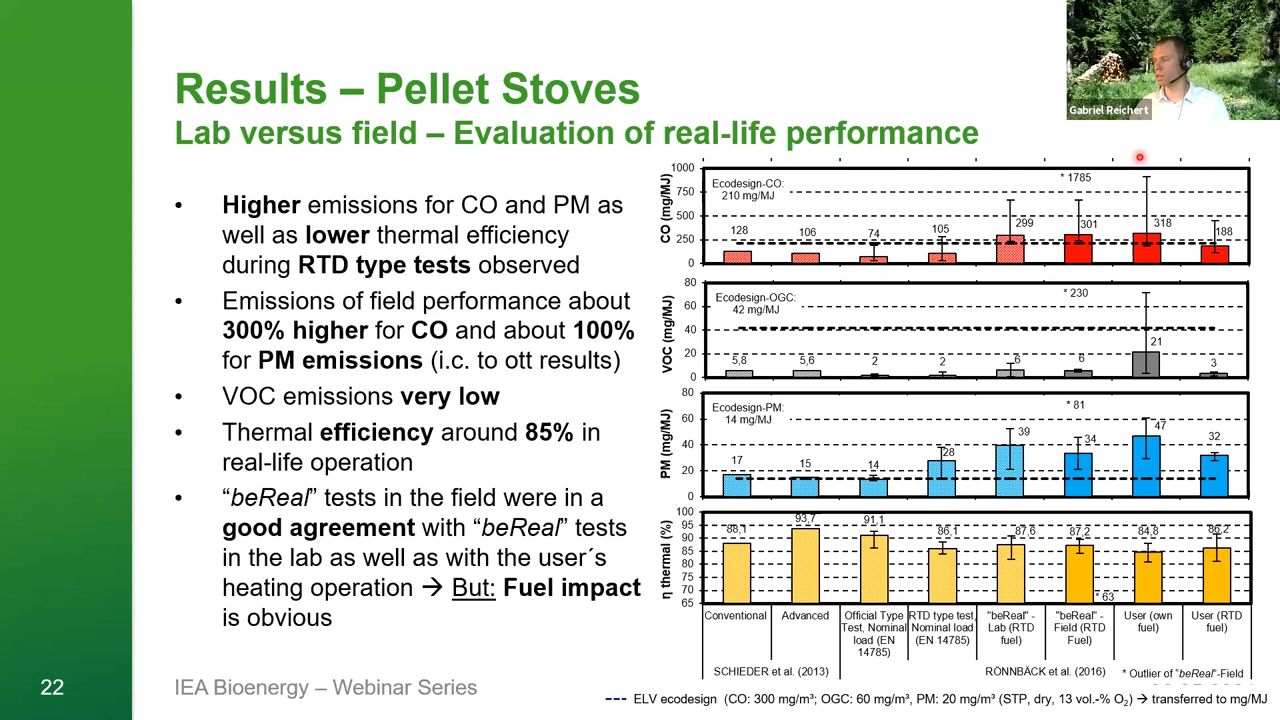 Gabriel Reichert
Results – Pellet Stoves
Lab versus field – Evaluation of real-life performance
• Higher emissions for CO and PM as
well as lower thermal efficiency
during RTD type tests observed
• Emissions of field performance about
300% higher for CO and about 100%
for PM emissions (i.c. to ott results)
• VOC emissions very low
• Thermal efficiency around 85% in
real-life operation
• “beReal” tests in the field were in a
good agreement with “beReal” tests
in the lab as well as with the user´s
heating operation → But: Fuel impact
is obvious
CO (mg/MJ)
1000
750
500
250
0
Ecodesign-CO:
210 mg/MJ
* 1785
128 106 74 105 299 301 318 188
VOC (mg/MJ)
80
60
40
20
0
Ecodesign-OGC:
42 mg/MJ
* 230
5,8 5,6 2 2 6 6 21 3
PM (mg/MJ)
80
60
40
20
0
Ecodesign-PM:
14 mg/MJ
* 81
17 15 14 28 39 34 47 32
η thermal (%)
100
95
90
85
80
75
70
65
88,1 93,7 91,1 86,1 87,6 87,2 84,8 86,2
* 63
Conventional
Advanced
Official Type
Test, Nominal
load (EN
14785)
RTD type test,
Nominal load
(EN 14785)
"beReal" -
Lab (RTD
fuel)
"beReal" -
Field (RTD
Fuel)
User (own
fuel)
User (RTD
fuel)
SCHIEDER et al. (2013)
RÖNNBÄCK et al. (2016)
* Outlier of "beReal"-Field
--- ELV ecodesign (CO: 300 mg/m³; OGC: 60 mg/m³, PM: 20 mg/m³ (STP, dry, 13 vol.-% O₂) → transferred to mg/MJ
22
IEA Bioenergy – Webinar Series